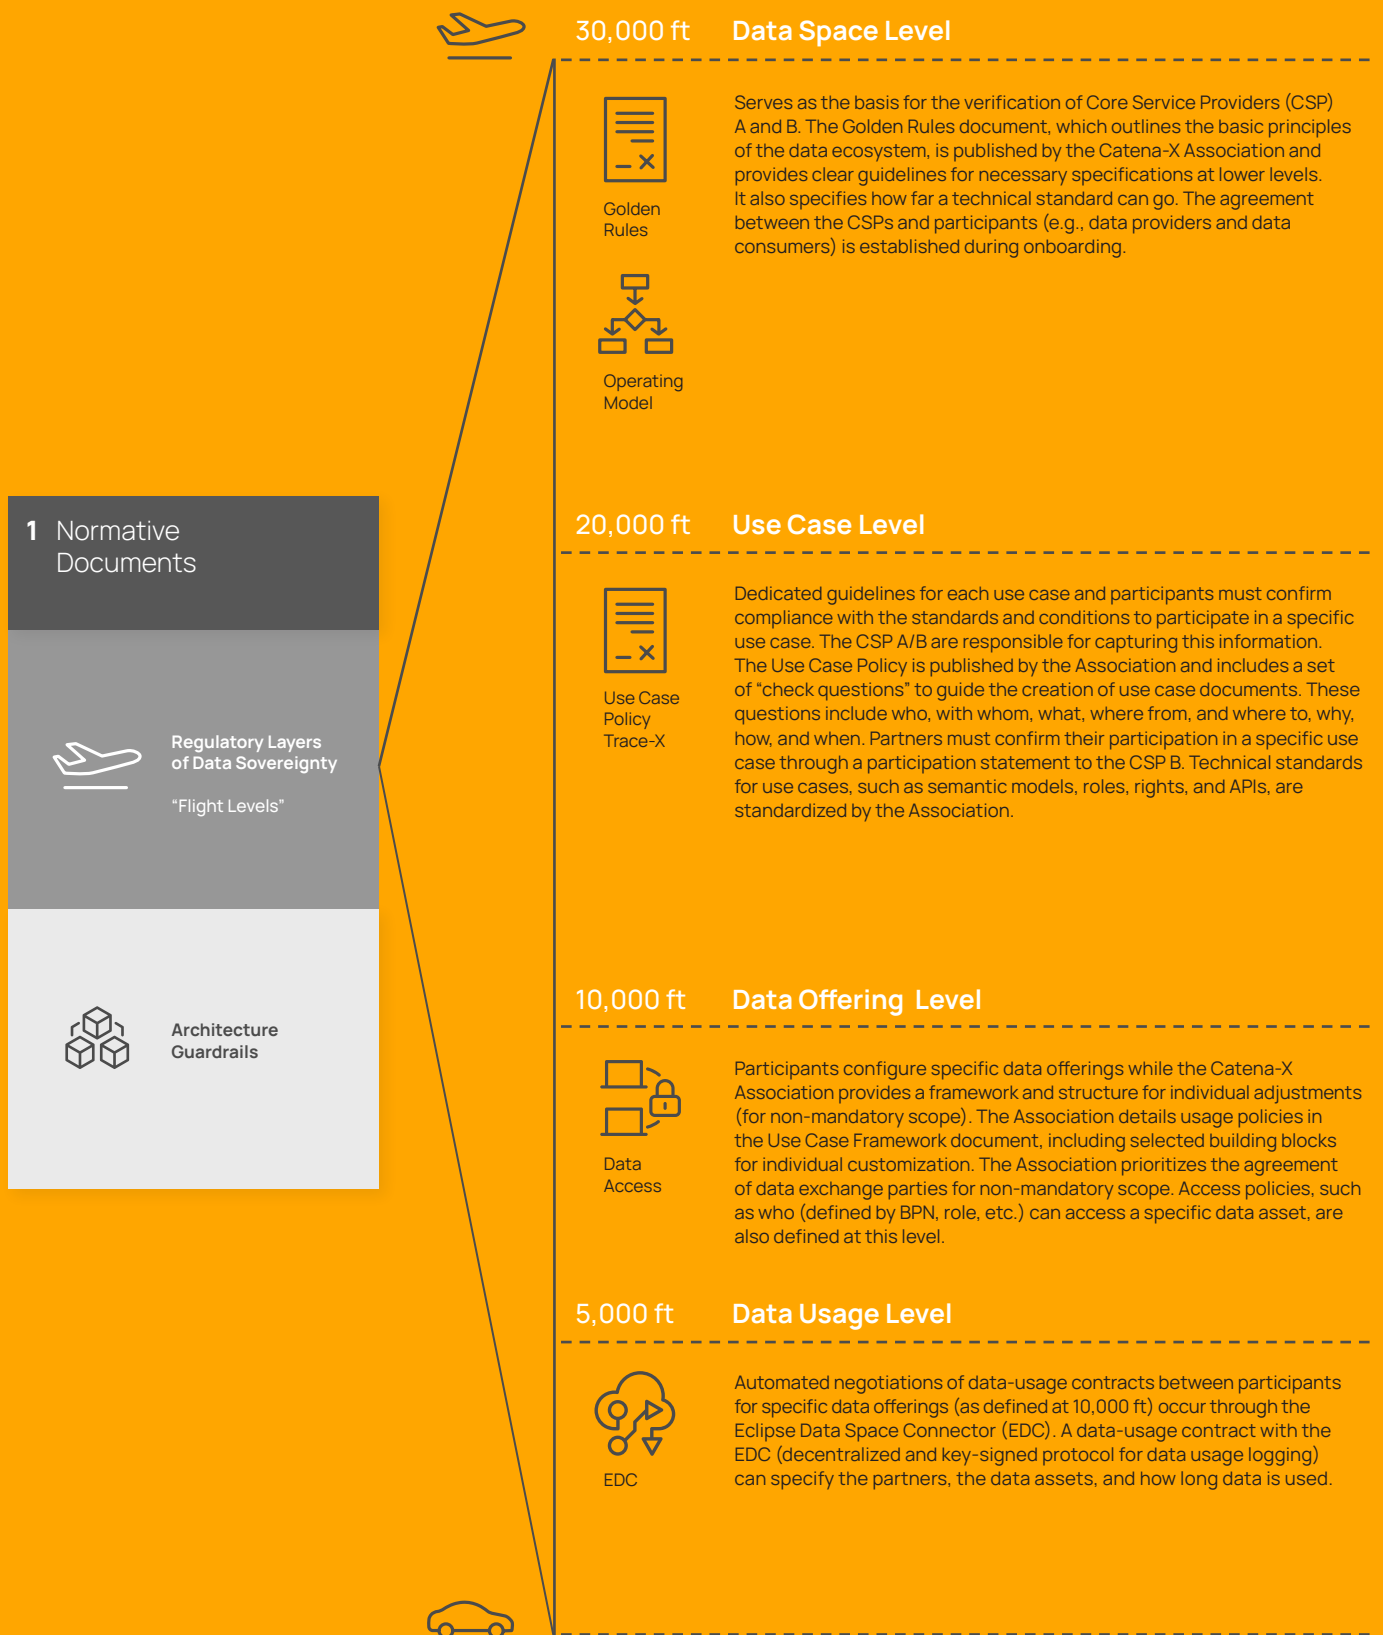 1 Normative
Documents
Regulatory Layers
of Data Sovereignty
“Flight Levels”
Architecture
Guardrails
30,000 ft Data Space Level
Golden
Rules
Operating
Model
Serves as the basis for the verification of Core Service Providers (CSP)
A and B. The Golden Rules document, which outlines the basic principles
of the data ecosystem, is published by the Catena-X Association and
provides clear guidelines for necessary specifications at lower levels.
It also specifies how far a technical standard can go. The agreement
between the CSPs and participants (e.g., data providers and data
consumers) is established during onboarding.
20,000 ft Use Case Level
Use Case
Policy
Trace-X
Dedicated guidelines for each use case and participants must confirm
compliance with the standards and conditions to participate in a specific
use case. The CSP A/B are responsible for capturing this information.
The Use Case Policy is published by the Association and includes a set
of “check questions” to guide the creation of use case documents. These
questions include who, with whom, what, where from, and where to, why,
how, and when. Partners must confirm their participation in a specific use
case through a participation statement to the CSP B. Technical standards
for use cases, such as semantic models, roles, rights, and APIs, are
standardized by the Association.
10,000 ft Data Offering Level
Data
Access
Participants configure specific data offerings while the Catena-X
Association provides a framework and structure for individual adjustments
(for non-mandatory scope). The Association details usage policies in
the Use Case Framework document, including selected building blocks
for individual customization. The Association prioritizes the agreement
of data exchange parties for non-mandatory scope. Access policies, such
as who (defined by BPN, role, etc.) can access a specific data asset, are
also defined at this level.
5,000 ft Data Usage Level
EDC
Automated negotiations of data-usage contracts between participants
for specific data offerings (as defined at 10,000 ft) occur through the
Eclipse Data Space Connector (EDC). A data-usage contract with the
EDC (decentralized and key-signed protocol for data usage logging)
can specify the partners, the data assets, and how long data is used.